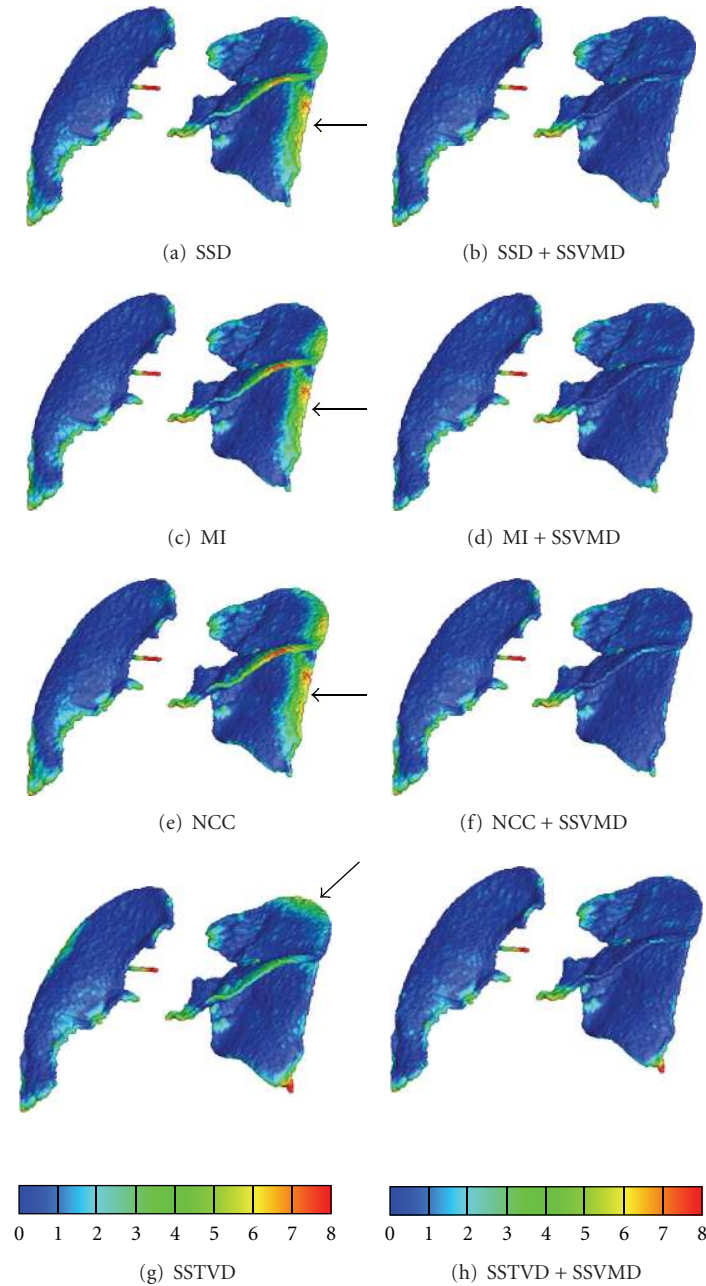 (a) SSD
(b) SSD + SSVMD
(c) MI
(d) MI + SSVMD
(e) NCC
(f) NCC + SSVMD
0 1 2 3 4 5 6 7 8
0 1 2 3 4 5 6 7 8
(g) SSTVD
(h) SSTVD + SSVMD